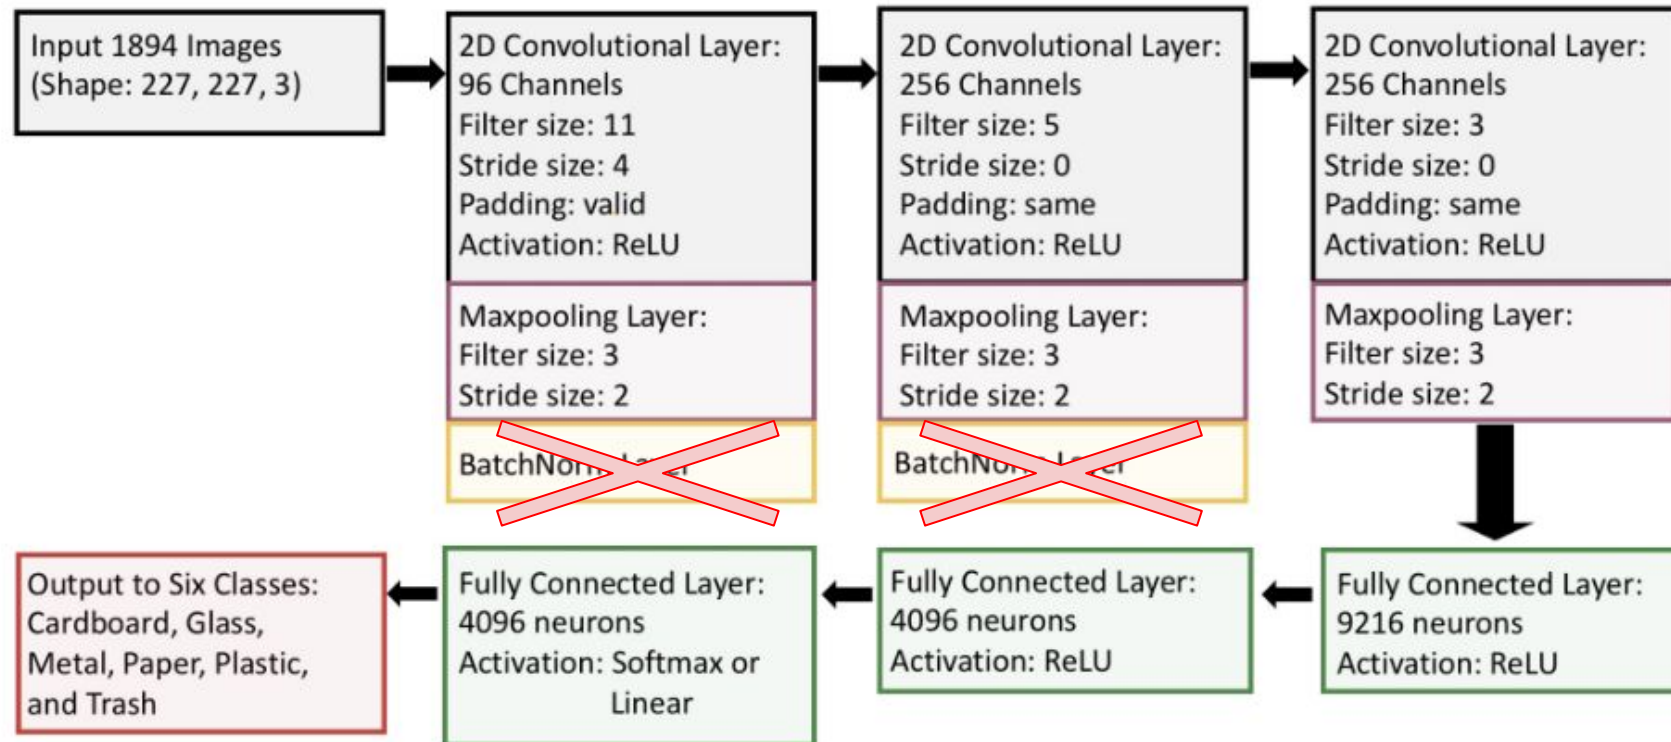 Input 1894 Images
(Shape: 227, 227, 3)
2D Convolutional Layer:
96 Channels
Filter size: 11
Stride size: 4
Padding: valid
Activation: ReLU
Maxpooling Layer:
Filter size: 3
Stride size: 2
BatchNorm Layer
2D Convolutional Layer:
256 Channels
Filter size: 5
Stride size: 0
Padding: same
Activation: ReLU
Maxpooling Layer:
Filter size: 3
Stride size: 2
BatchNorm Layer
2D Convolutional Layer:
256 Channels
Filter size: 3
Stride size: 0
Padding: same
Activation: ReLU
Maxpooling Layer:
Filter size: 3
Stride size: 2
Fully Connected Layer:
9216 neurons
Activation: ReLU
Fully Connected Layer:
4096 neurons
Activation: ReLU
Fully Connected Layer:
4096 neurons
Activation: Softmax or
Linear
Output to Six Classes:
Cardboard, Glass,
Metal, Paper, Plastic,
and Trash